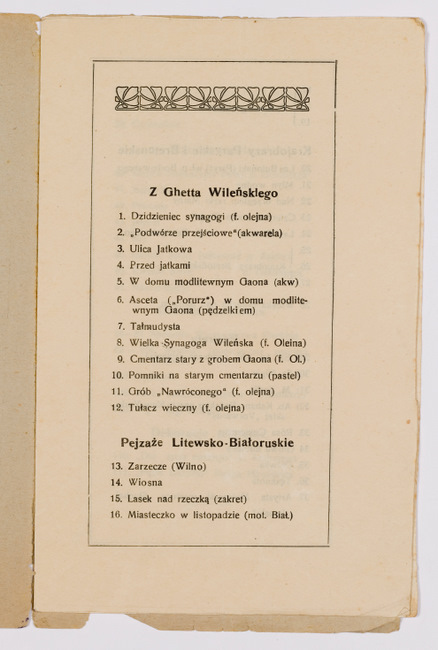 Z Ghetta Wileńskiego
1. Dzidzieniec synagogi (f. olejna)
2. „Podwórze przejściowe“(akwarela)
3. Ulica Jatkowa
4. Przed jatkami
5. W domu modlitewnym Gaona (akw)
6. Asceta („Porurz“) w domu modlite-
wnym Gaona (pędzelkiem)
7. Talmudysta
8. Wielka Synagoga Wileńska (f. Oleina)
9. Cmentarz stary z grobem Gaona (f. Ol.)
10. Pomniki na starym cmentarzu (pastel)
11. Grób „Nawróconego“ (f. olejna)
12. Tułacz wieczny (f. olejna)
Pejzaże Litewsko-Białoruskie
13. Zarzecze (Wilno)
14. Wiosna
15. Lasek nad rzeczką (zakret)
16. Miasteczko w listopadzie (mot. Biał.)